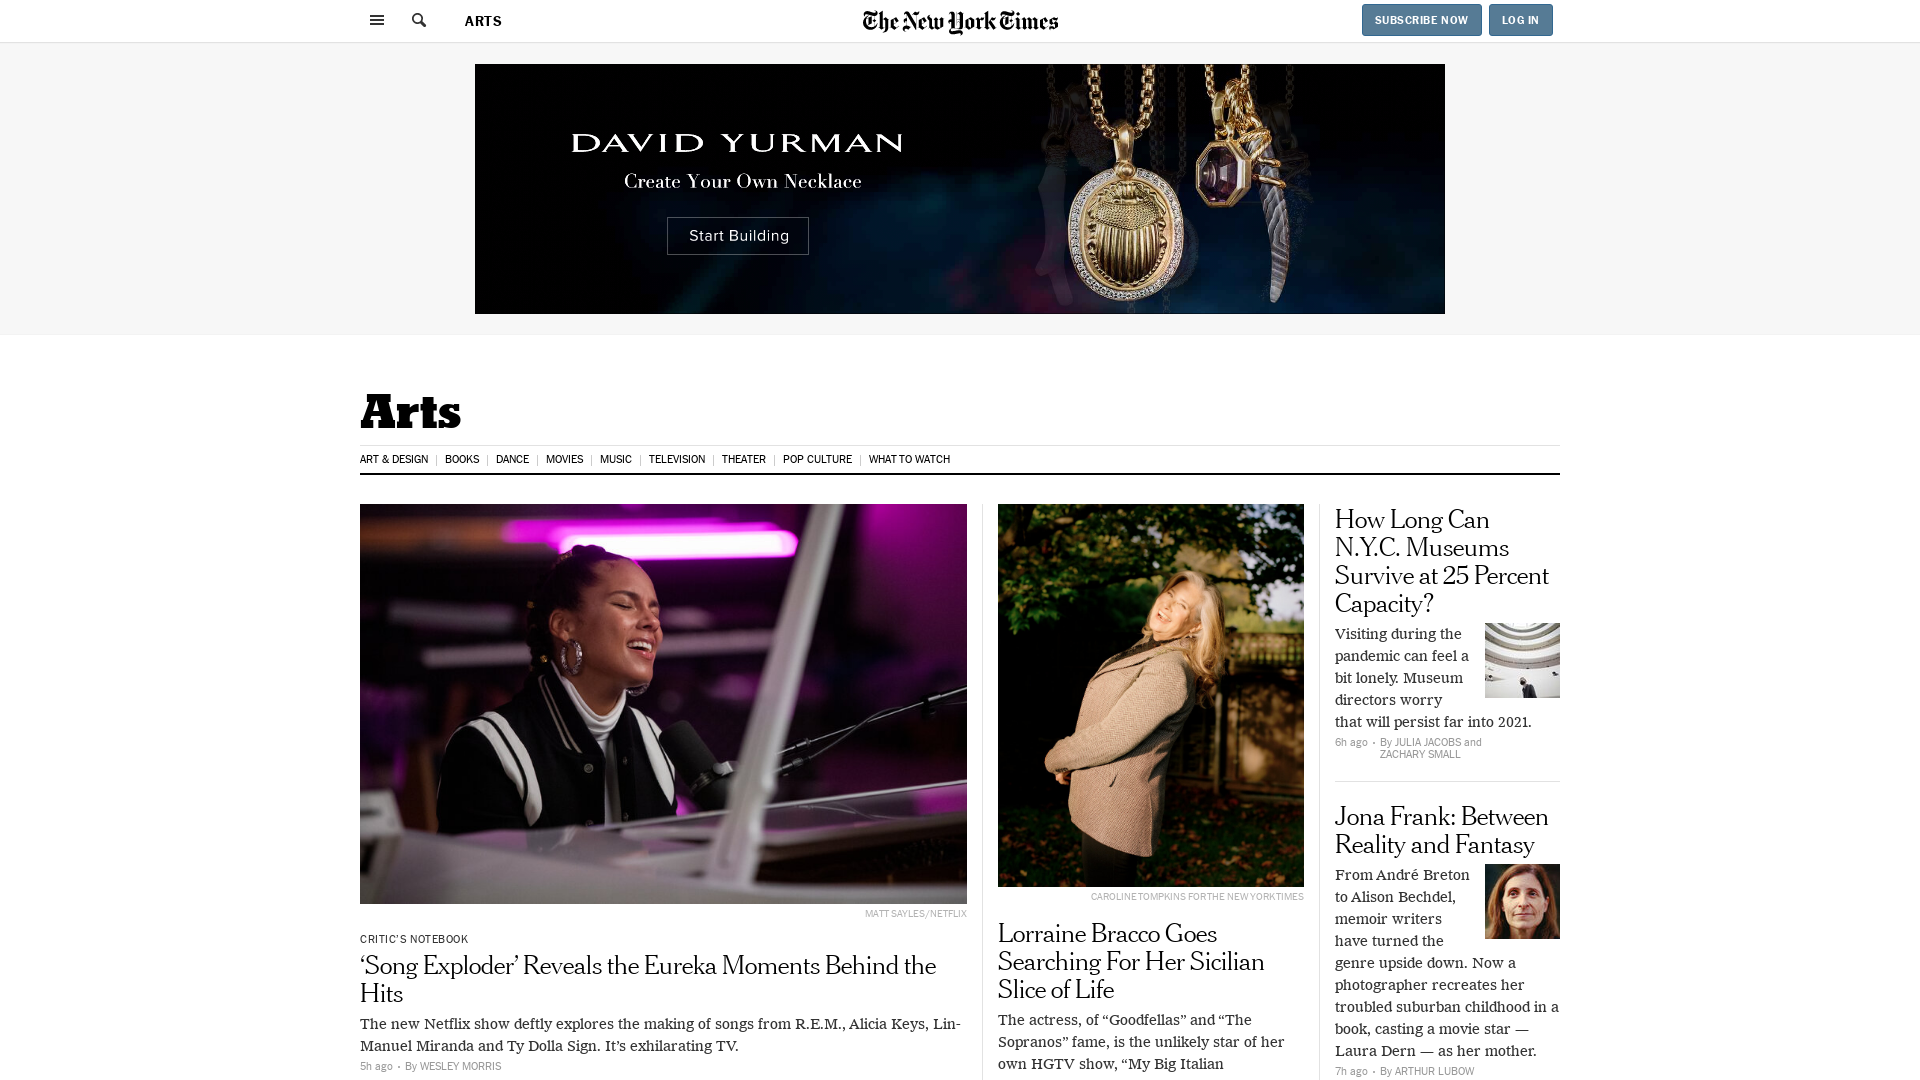 ARTS
The New York Times
SUBSCRIBE NOW
LOG IN
DAVID YURMAN
Create Your Own Necklace
Start Building
Arts
ART & DESIGN
BOOKS
DANCE
MOVIES
MUSIC
TELEVISION
THEATER
POP CULTURE
WHAT TO WATCH
MATT SAYLES/NETFLIX
CRITIC'S NOTEBOOK
‘Song Exploder’ Reveals the Eureka Moments Behind the
Hits
The new Netflix show deftly explores the making of songs from R.E.M., Alicia Keys, Lin-
Manuel Miranda and Ty Dolla Sign. It’s exhilarating TV.
5h ago • By WESLEY MORRIS
CAROLINE TOMPKINS FOR THE NEW YORK TIMES
Lorraine Bracco Goes
Searching For Her Sicilian
Slice of Life
The actress, of “Goodfellas” and “The
Sopranos” fame, is the unlikely star of her
own HGTV show, “My Big Italian
How Long Can
N.Y.C. Museums
Survive at 25 Percent
Capacity?
Visiting during the
pandemic can feel a
bit lonely. Museum
directors worry
that will persist far into 2021.
6h ago • By JULIA JACOBS and
ZACHARY SMALL
Jona Frank: Between
Reality and Fantasy
From André Breton
to Alison Bechdel,
memoir writers
have turned the
genre upside down. Now a
photographer recreates her
troubled suburban childhood in a
book, casting a movie star —
Laura Dern — as her mother.
7h ago • By ARTHUR LUBOW